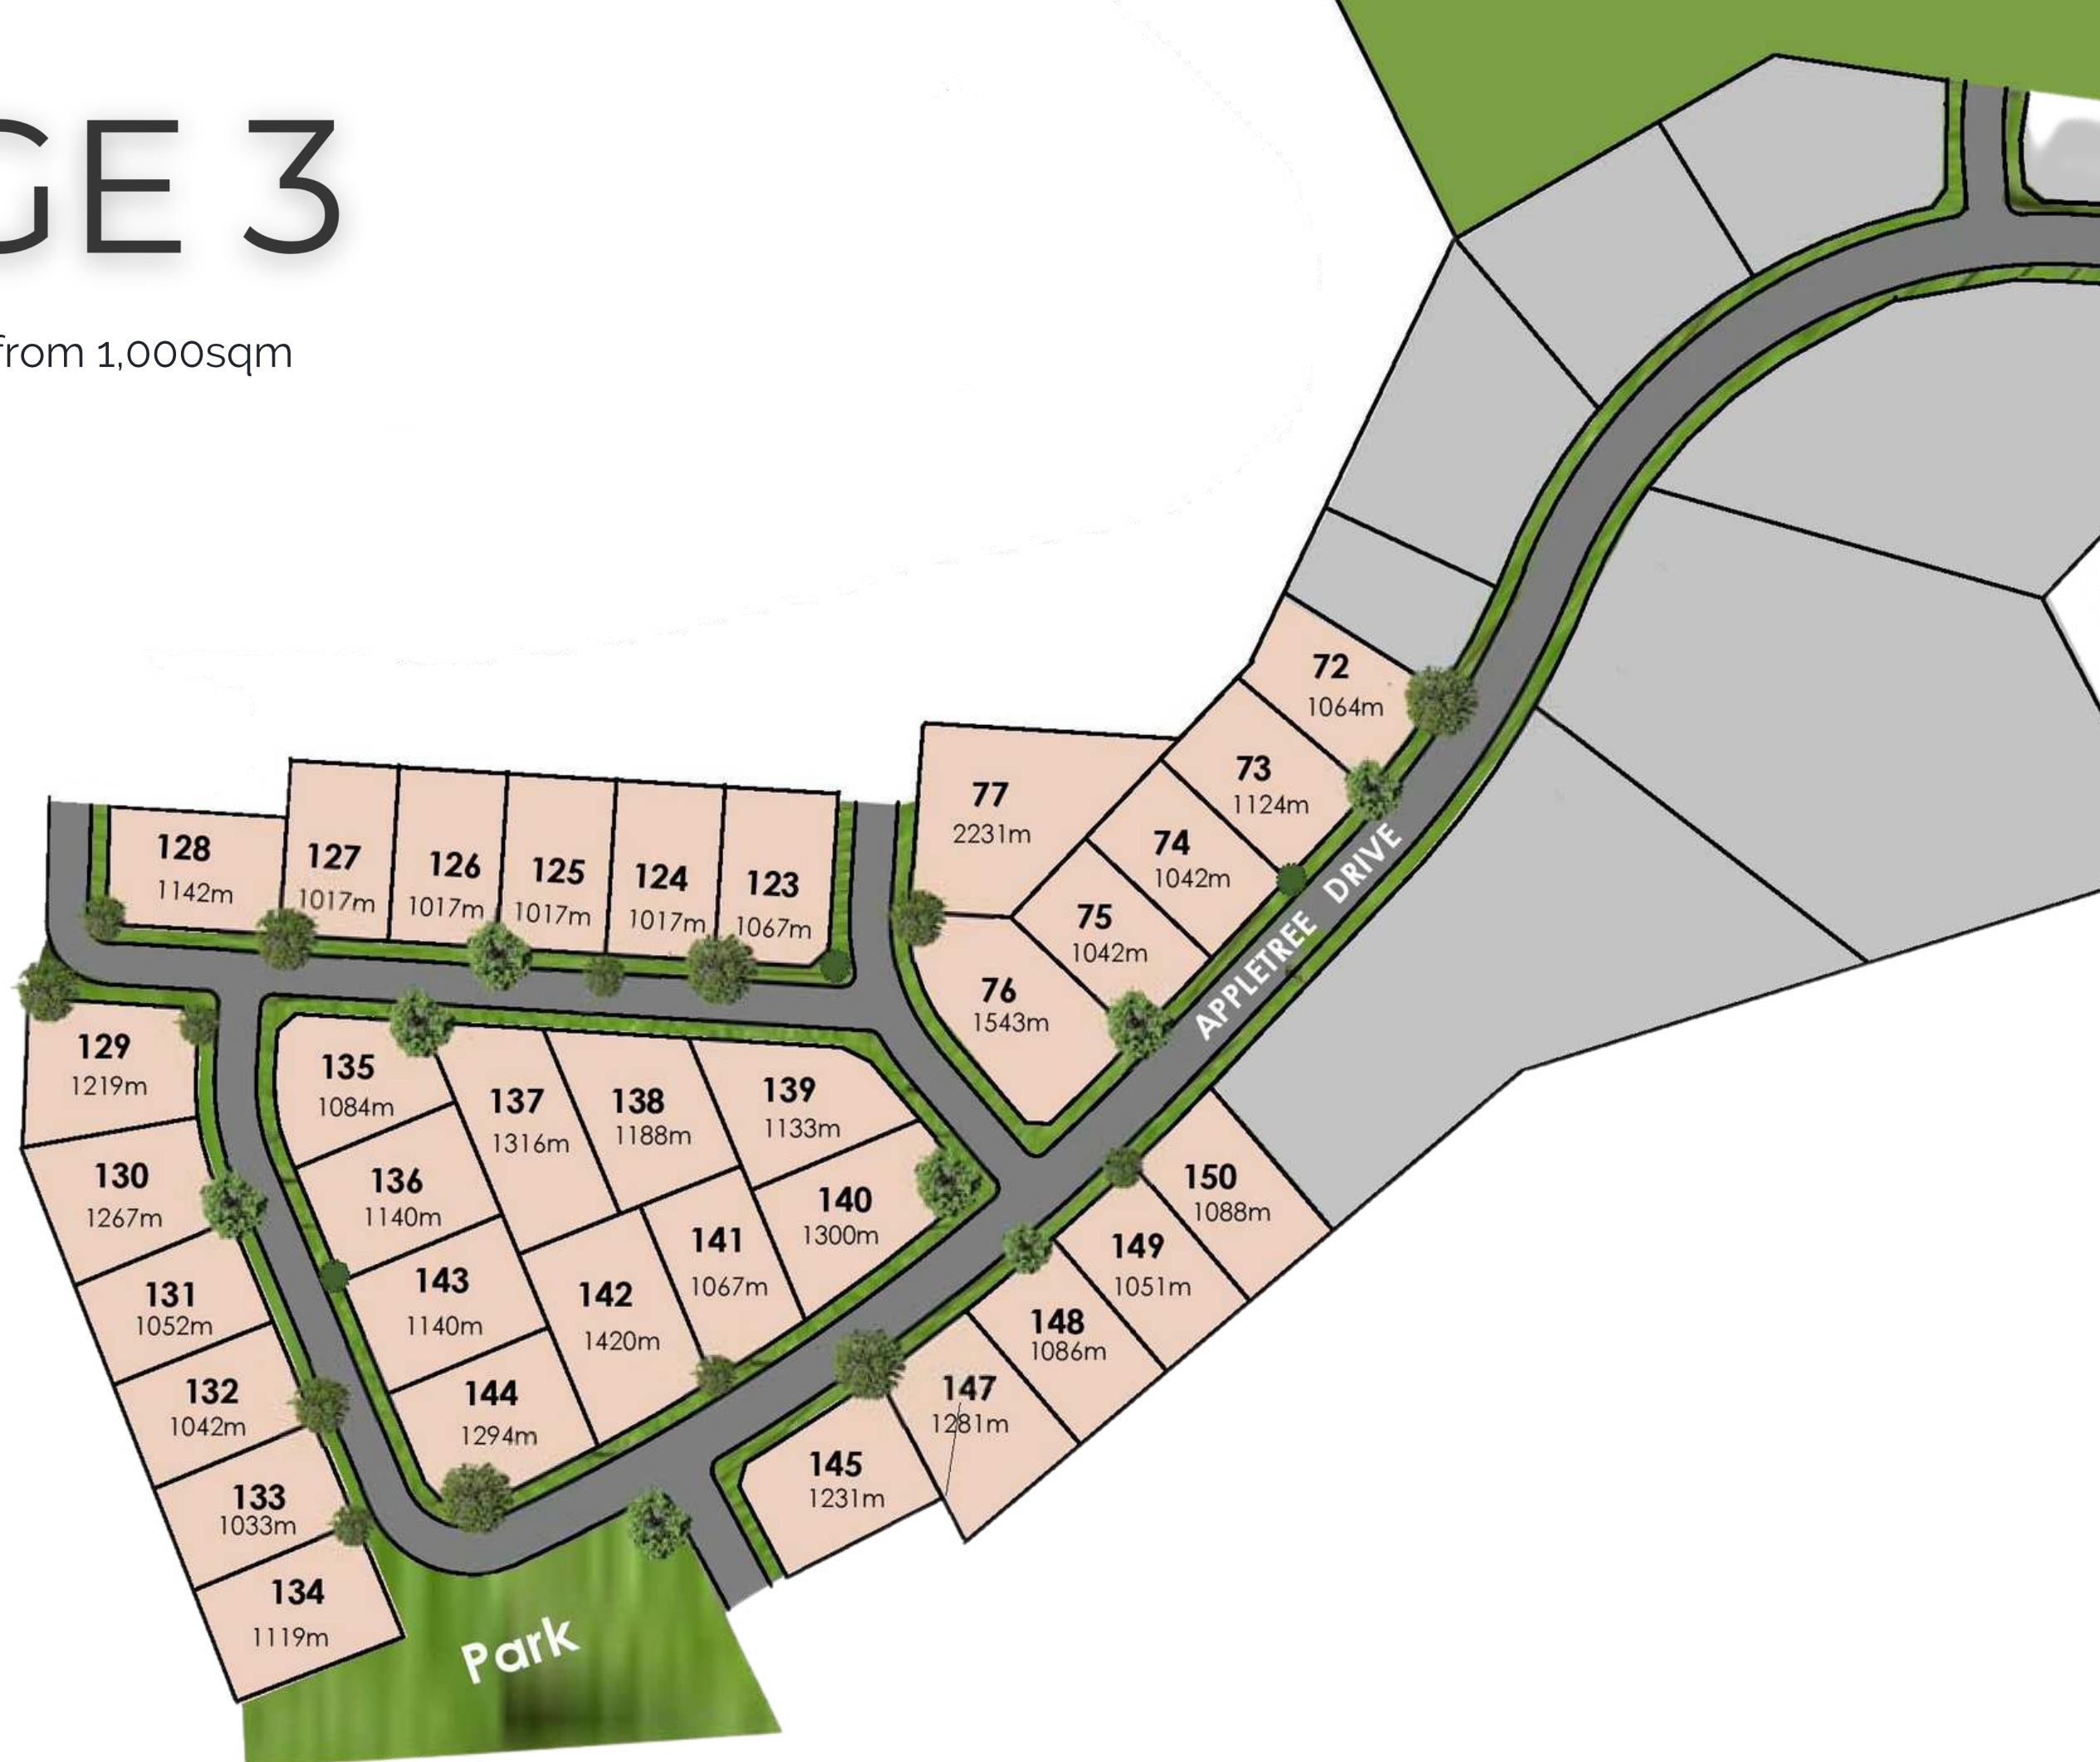 GE 3
from 1,000sqm
72
1064m
73
1124m
77
2231m
74
1042m
75
1042m
76
1543m
APPLETREE DRIVE
128
1142m
127
1017m
126
1017m
125
1017m
124
1017m
123
1067m
129
1219m
135
1084m
137
1316m
138
1188m
139
1133m
130
1267m
136
1140m
140
1300m
150
1088m
141
1067m
149
1051m
131
1052m
143
1140m
142
1420m
148
1086m
132
1042m
144
1294m
147
1281m
145
1231m
133
1033m
134
1119m
Park